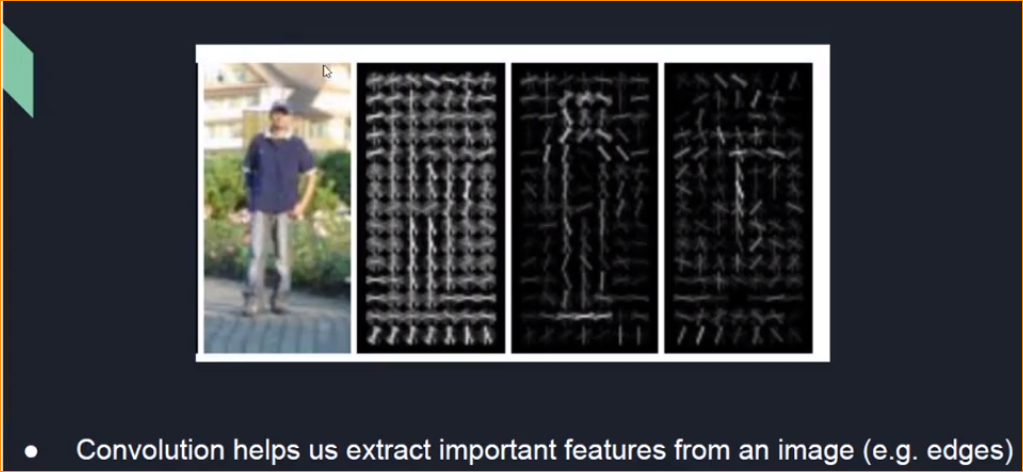 ● Convolution helps us extract important features from an image (e.g. edges)